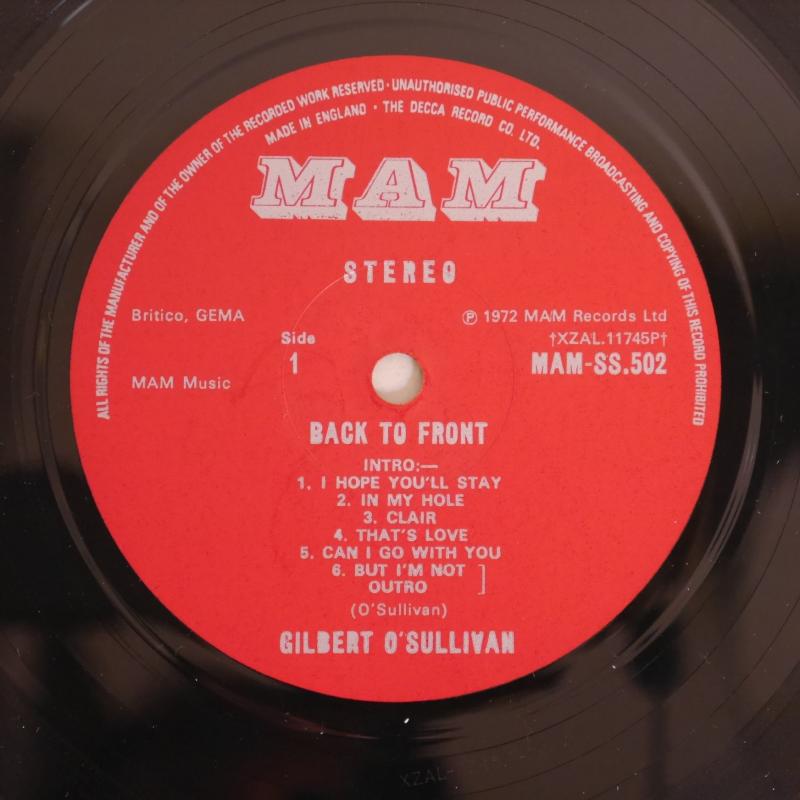 ALL RIGHTS OF THE MANUFACTURER AND OF THE OWNER OF THE RECORDED WORK RESERVED · UNAUTHORISED PUBLIC PERFORMANCE BROADCASTING AND COPYING OF THIS RECORD PROHIBITED
MADE IN ENGLAND · THE DECCA RECORD CO. LTD.
MAM
STEREO
Britico, GEMA
℗ 1972 MAM Records Ltd
Side
†XZAL.11745P†
1
MAM-SS.502
MAM Music
BACK TO FRONT
INTRO:—
1. I HOPE YOU'LL STAY
2. IN MY HOLE
3. CLAIR
4. THAT'S LOVE
5. CAN I GO WITH YOU
6. BUT I'M NOT ]
OUTRO
(O'Sullivan)
GILBERT O'SULLIVAN
XZAL-